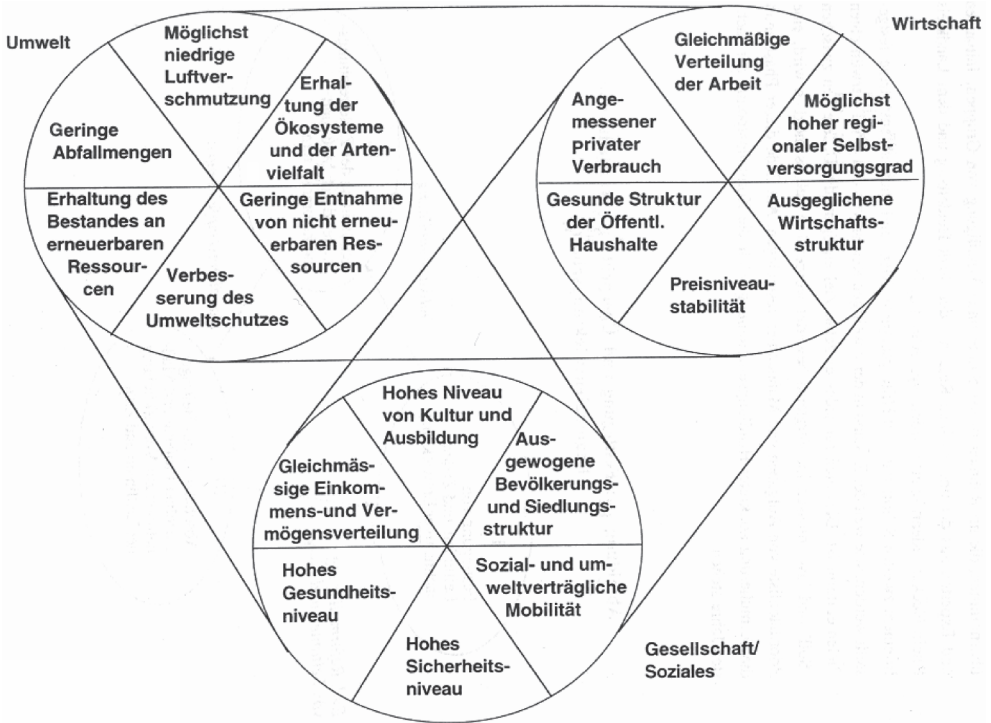 Umwelt
Möglichst
niedrige
Luftver-
schmutzung
Erhal-
tung der
Ökosysteme
und der Arten-
vielfalt
Geringe
Abfallmengen
Erhaltung des
Bestandes an
erneuerbaren
Ressour-
cen
Geringe Entnahme
von nicht erneu-
erbaren Res-
sourcen
Verbes-
serung des
Umweltschutzes
Wirtschaft
Gleichmäßige
Verteilung
der Arbeit
Ange-
messener
privater
Verbrauch
Möglichst
hoher regi-
onaler Selbst-
versorgungsgrad
Gesunde Struktur
der Öffentl.
Haushalte
Ausgeglichene
Wirtschafts-
struktur
Preisniveau-
stabilität
Hohes Niveau
von Kultur und
Ausbildung
Aus-
gewogene
Bevölkerungs-
und Siedlungs-
struktur
Gleichmäs-
sige Einkom-
mens-und Ver-
mögensverteilung
Hohes
Gesundheits-
niveau
Sozial- und um-
weltverträgliche
Mobilität
Hohes
Sicherheits-
niveau
Gesellschaft/
Soziales